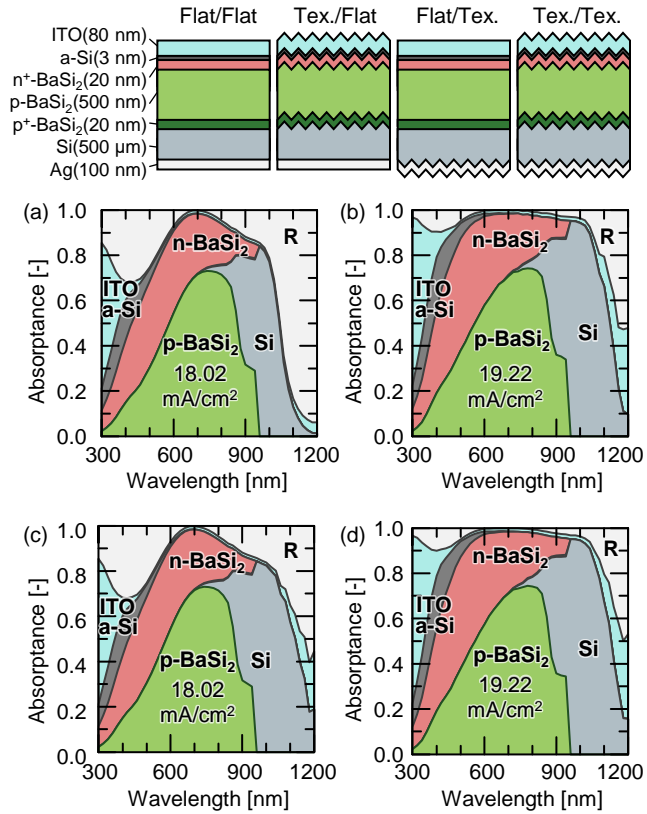 Flat/Flat Tex./Flat Flat/Tex. Tex./Tex.
ITO(80 nm)
a-Si(3 nm)
n⁺-BaSi₂(20 nm)
p-BaSi₂(500 nm)
p⁺-BaSi₂(20 nm)
Si(500 µm)
Ag(100 nm)
(a)
1.0
0.8
0.6
0.4
0.2
0.0
Absorptance [-]
n-BaSi₂
R
ITO
a-Si
p-BaSi₂
18.02
mA/cm²
Si
300 600 900 1200
Wavelength [nm]
(b)
1.0
0.8
0.6
0.4
0.2
0.0
Absorptance [-]
n-BaSi₂
R
ITO
a-Si
p-BaSi₂
19.22
mA/cm²
Si
300 600 900 1200
Wavelength [nm]
(c)
1.0
0.8
0.6
0.4
0.2
0.0
Absorptance [-]
n-BaSi₂
R
ITO
a-Si
p-BaSi₂
18.02
mA/cm²
Si
300 600 900 1200
Wavelength [nm]
(d)
1.0
0.8
0.6
0.4
0.2
0.0
Absorptance [-]
n-BaSi₂
R
ITO
a-Si
p-BaSi₂
19.22
mA/cm²
Si
300 600 900 1200
Wavelength [nm]